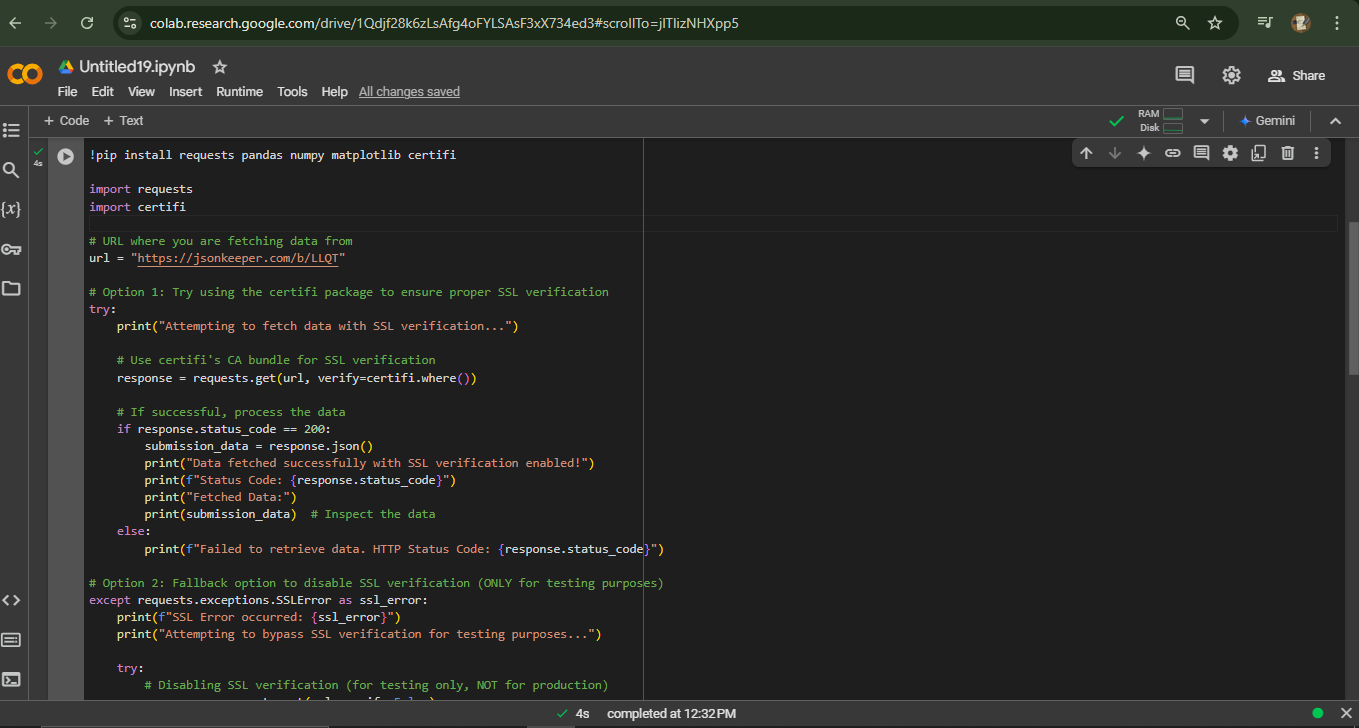 colab.research.google.com/drive/1Qdjf28k6zLsAfg4oFYLSAsF3xX734ed3#scrollTo=jlTlizNHXpp5
CO
Untitled19.ipynb
File Edit View Insert Runtime Tools Help All changes saved
Share
+ Code + Text
RAM
Disk
Gemini
4s
{x}
!pip install requests pandas numpy matplotlib certifi
import requests
import certifi
# URL where you are fetching data from
url = "https://jsonkeeper.com/b/LLQT"
# Option 1: Try using the certifi package to ensure proper SSL verification
try:
print("Attempting to fetch data with SSL verification...")
# Use certifi's CA bundle for SSL verification
response = requests.get(url, verify=certifi.where())
# If successful, process the data
if response.status_code == 200:
submission_data = response.json()
print("Data fetched successfully with SSL verification enabled!")
print(f"Status Code: {response.status_code}")
print("Fetched Data:")
print(submission_data)  # Inspect the data
else:
print(f"Failed to retrieve data. HTTP Status Code: {response.status_code}")
# Option 2: Fallback option to disable SSL verification (ONLY for testing purposes)
except requests.exceptions.SSLError as ssl_error:
print(f"SSL Error occurred: {ssl_error}")
print("Attempting to bypass SSL verification for testing purposes...")
try:
# Disabling SSL verification (for testing only, NOT for production)
4s completed at 12:32 PM